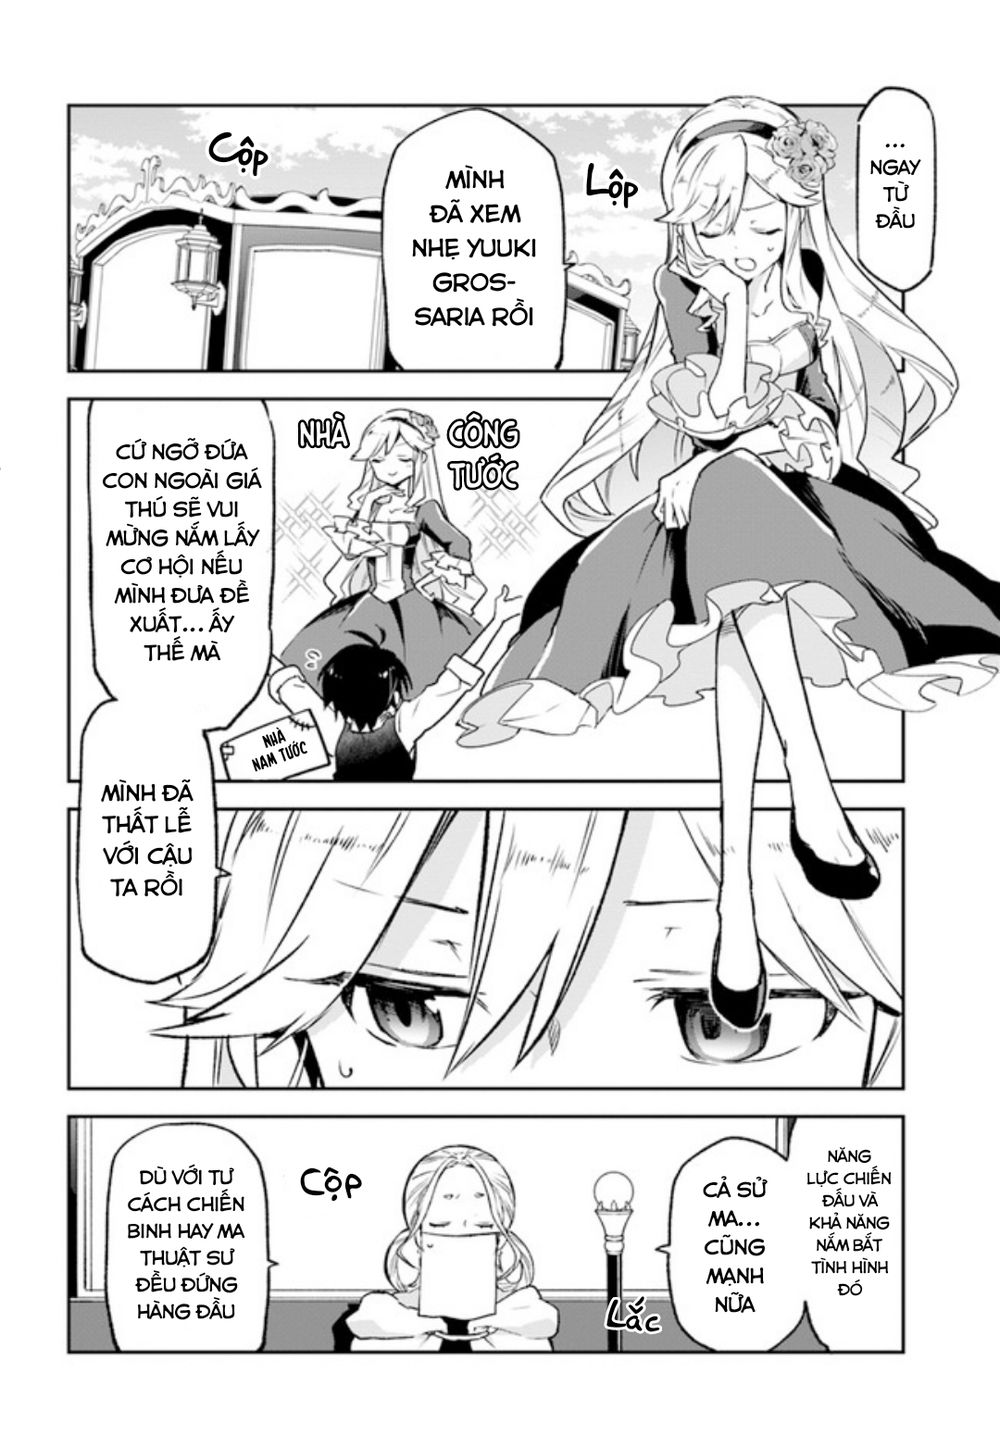 ...
NGAY
TỪ
ĐẦU
LỘP
MÌNH
ĐÃ XEM
NHẸ YUUKI
GROS-
SARIA RỒI
CỘP
CÔNG
TƯỚC
NHÀ
CỨ NGỠ ĐỨA
CON NGOÀI GIÁ
THÚ SẼ VUI
MỪNG NẮM LẤY
CƠ HỘI NẾU
MÌNH ĐƯA ĐỀ
XUẤT... ẤY
THẾ MÀ
NHÀ
NAM TƯỚC
MÌNH ĐÃ
THẤT LỄ
VỚI CẬU
TA RỒI
NĂNG
LỰC CHIẾN
ĐẤU VÀ
KHẢ NĂNG
NẮM BẮT
TÌNH HÌNH
ĐÓ
CẢ SỬ
MA...
CŨNG
MẠNH
NỮA
LẮC
CỘP
DÙ VỚI TƯ
CÁCH CHIẾN
BINH HAY MA
THUẬT SƯ
ĐỀU ĐỨNG
HÀNG ĐẦU